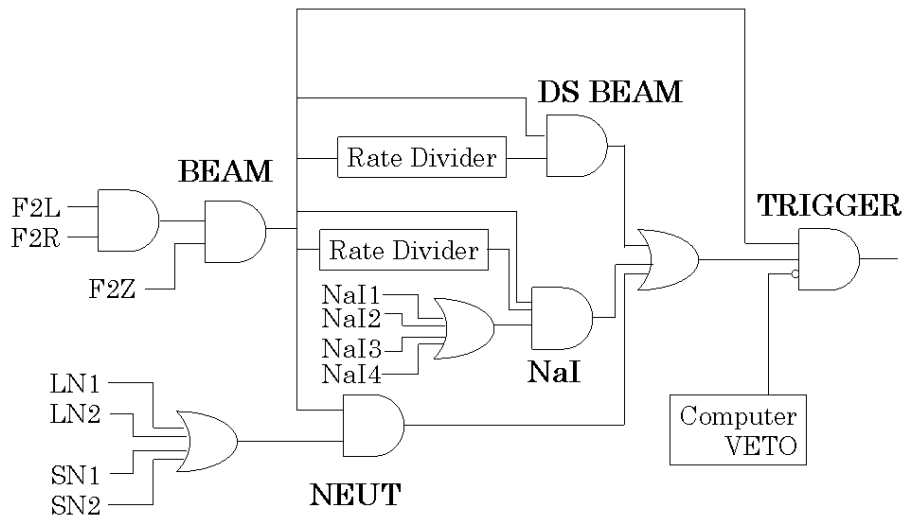 DS BEAM
Rate Divider
BEAM
F2L
F2R
F2Z
TRIGGER
Rate Divider
NaI1
NaI2
NaI3
NaI4
NaI
LN1
LN2
SN1
SN2
NEUT
Computer
VETO